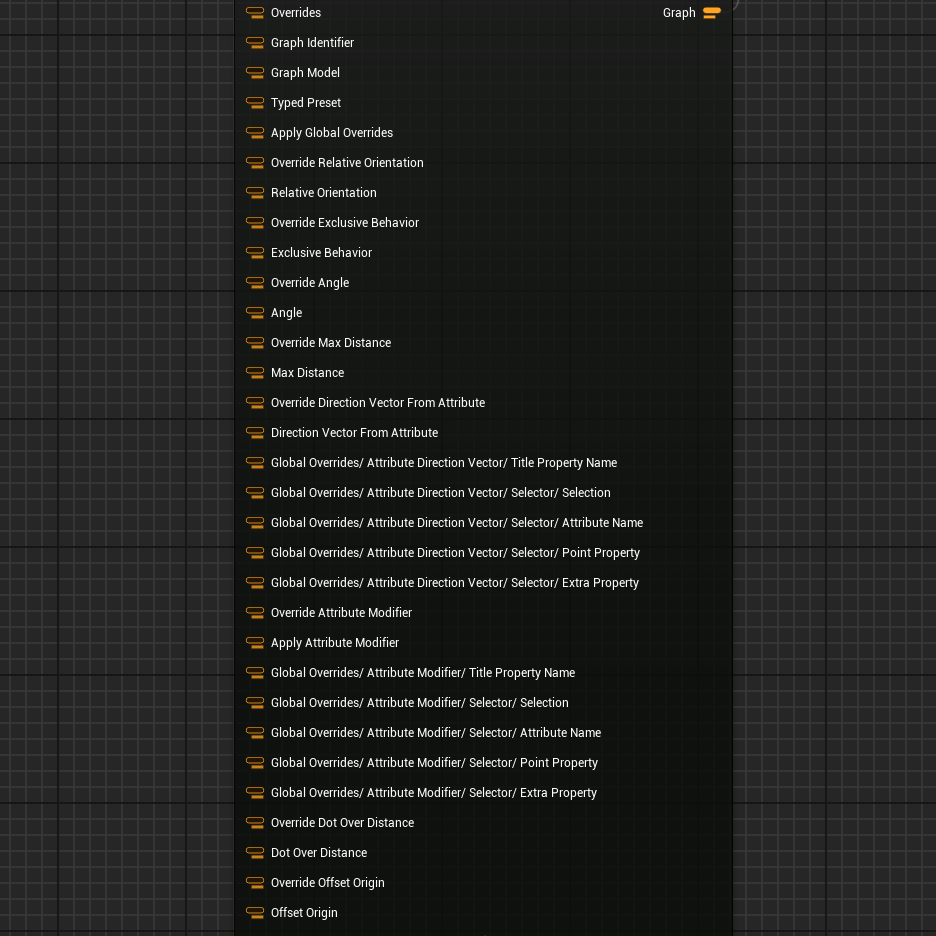 Overrides
Graph
Graph Identifier
Graph Model
Typed Preset
Apply Global Overrides
Override Relative Orientation
Relative Orientation
Override Exclusive Behavior
Exclusive Behavior
Override Angle
Angle
Override Max Distance
Max Distance
Override Direction Vector From Attribute
Direction Vector From Attribute
Global Overrides/ Attribute Direction Vector/ Title Property Name
Global Overrides/ Attribute Direction Vector/ Selector/ Selection
Global Overrides/ Attribute Direction Vector/ Selector/ Attribute Name
Global Overrides/ Attribute Direction Vector/ Selector/ Point Property
Global Overrides/ Attribute Direction Vector/ Selector/ Extra Property
Override Attribute Modifier
Apply Attribute Modifier
Global Overrides/ Attribute Modifier/ Title Property Name
Global Overrides/ Attribute Modifier/ Selector/ Selection
Global Overrides/ Attribute Modifier/ Selector/ Attribute Name
Global Overrides/ Attribute Modifier/ Selector/ Point Property
Global Overrides/ Attribute Modifier/ Selector/ Extra Property
Override Dot Over Distance
Dot Over Distance
Override Offset Origin
Offset Origin